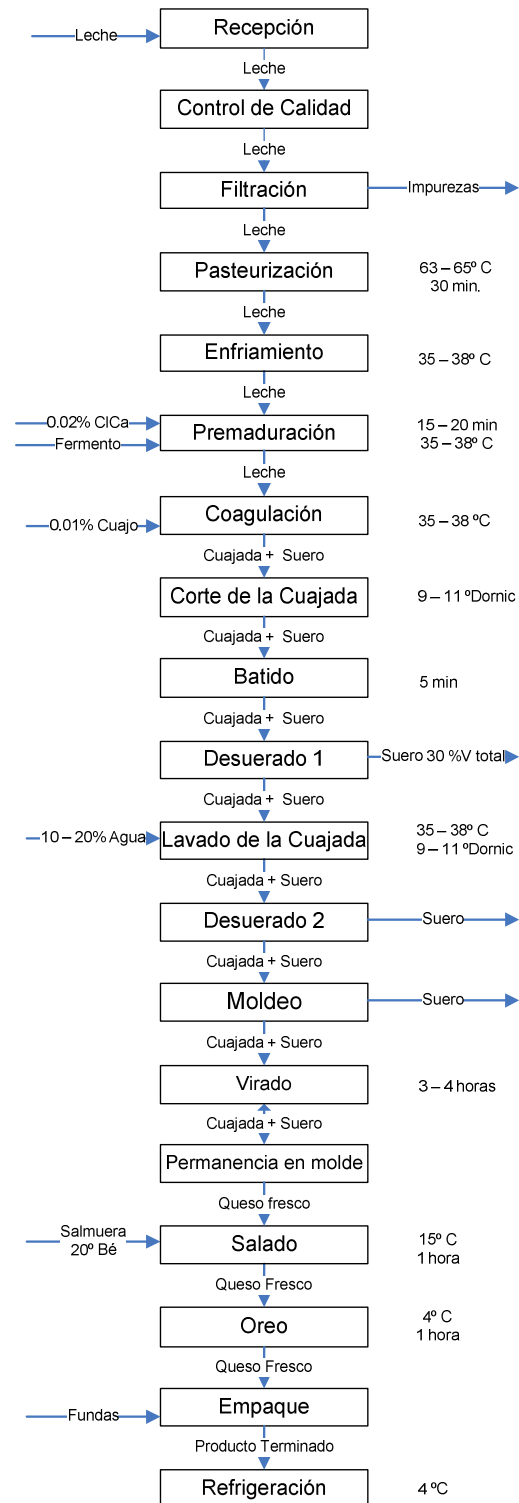 Leche
Recepción
Leche
Control de Calidad
Leche
Filtración
Impurezas
Leche
Pasteurización
63 – 65º C
30 min.
Leche
Enfriamiento
35 – 38º C
Leche
0.02% ClCa
Fermento
Premaduración
15 – 20 min
35 – 38º C
Leche
0.01% Cuajo
Coagulación
35 – 38 ºC
Cuajada + Suero
Corte de la Cuajada
9 – 11 ºDornic
Cuajada + Suero
Batido
5 min
Cuajada + Suero
Desuerado 1
Suero 30 %V total
Cuajada + Suero
10 – 20% Agua
Lavado de la Cuajada
35 – 38º C
9 – 11 ºDornic
Cuajada + Suero
Desuerado 2
Suero
Cuajada + Suero
Moldeo
Suero
Cuajada + Suero
Virado
3 – 4 horas
Cuajada + Suero
Permanencia en molde
Queso fresco
Salmuera
20º Bé
Salado
15º C
1 hora
Queso Fresco
Oreo
4º C
1 hora
Queso Fresco
Fundas
Empaque
Producto Terminado
Refrigeración
4 ºC